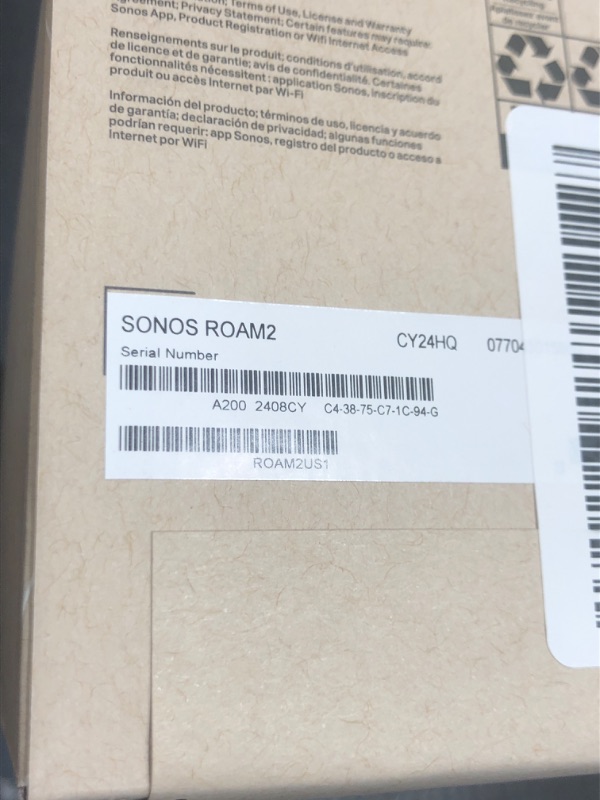 Terms of Use, License and Warranty
Agreement; Privacy Statement; Certain features may require:
Sons App, Product Registration or Wifi Internet Access
Renseignements sur le produit; conditions d'utilisation, accord
de licence et de garantie; avis de confidentialité. Certaines
fonctionnalités nécessitent : application Sonos, inscription du
produit ou accès Internet par Wi-Fi
Información del producto; términos de uso, licencia y acuerdo
de garantía; declaración de privacidad; algunas funciones
podrían requerir: app Sonos, registro del producto o acceso a
Internet por WiFi
SONOS ROAM2
CY24HQ 07704
Serial Number
A200 2408CY C4-38-75-C7-1C-94-G
ROAM2US1